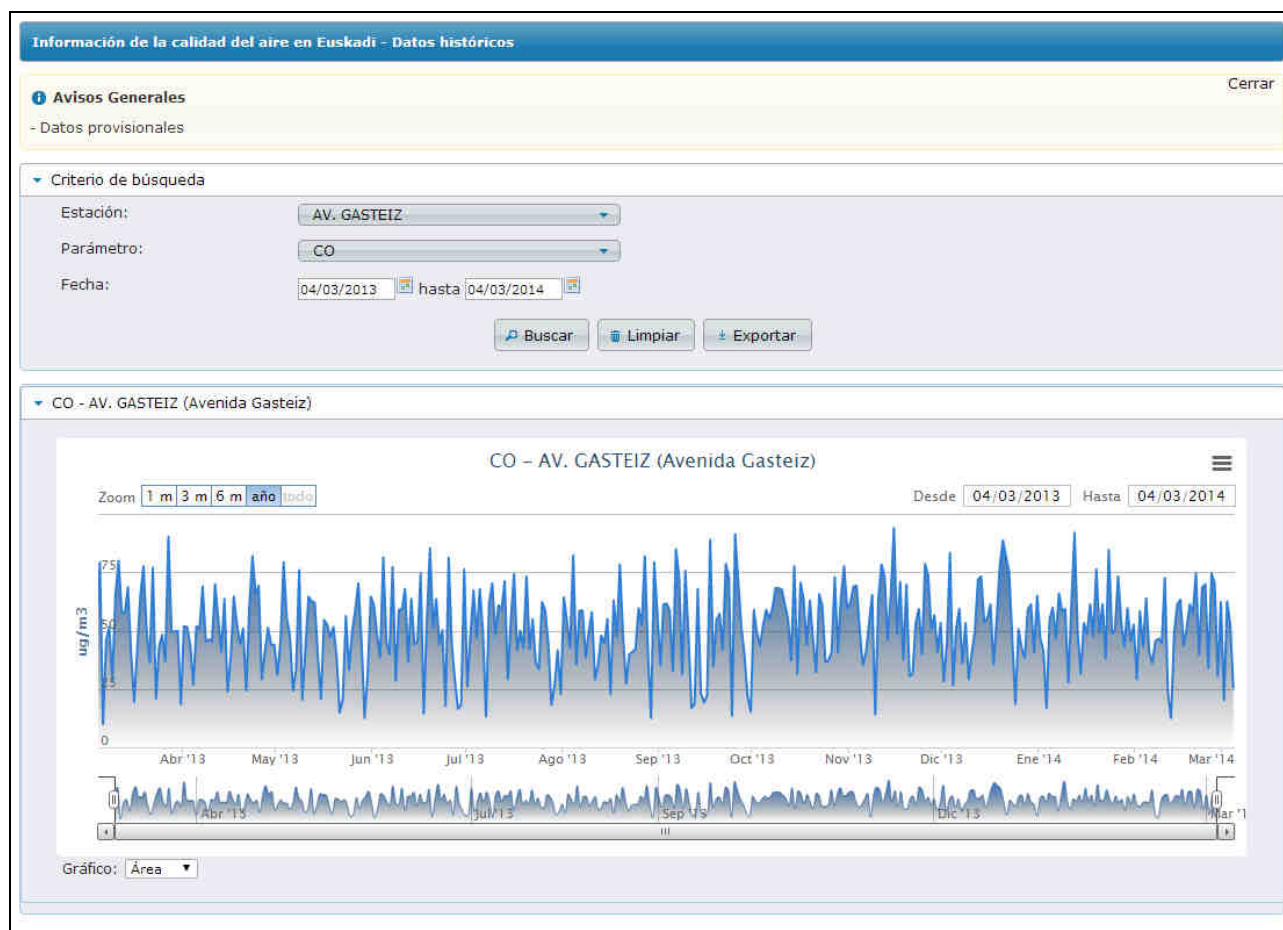 Información de la calidad del aire en Euskadi - Datos históricos
Cerrar
Avisos Generales
- Datos provisionales
Criterio de búsqueda
Estación: AV. GASTEIZ
Parámetro: CO
Fecha: 04/03/2013 hasta 04/03/2014
Buscar Limpiar Exportar
CO - AV. GASTEIZ (Avenida Gasteiz)
CO – AV. GASTEIZ (Avenida Gasteiz)
Zoom 1 m 3 m 6 m año todo Desde 04/03/2013 Hasta 04/03/2014
75
50
ug/m3
25
0
Abr '13 May '13 Jun '13 Jul '13 Ago '13 Sep '13 Oct '13 Nov '13 Dic '13 Ene '14 Feb '14 Mar '14
Abr '13 Jul '13 Sep '13 Dic '13 Mar '1
Gráfico: Área